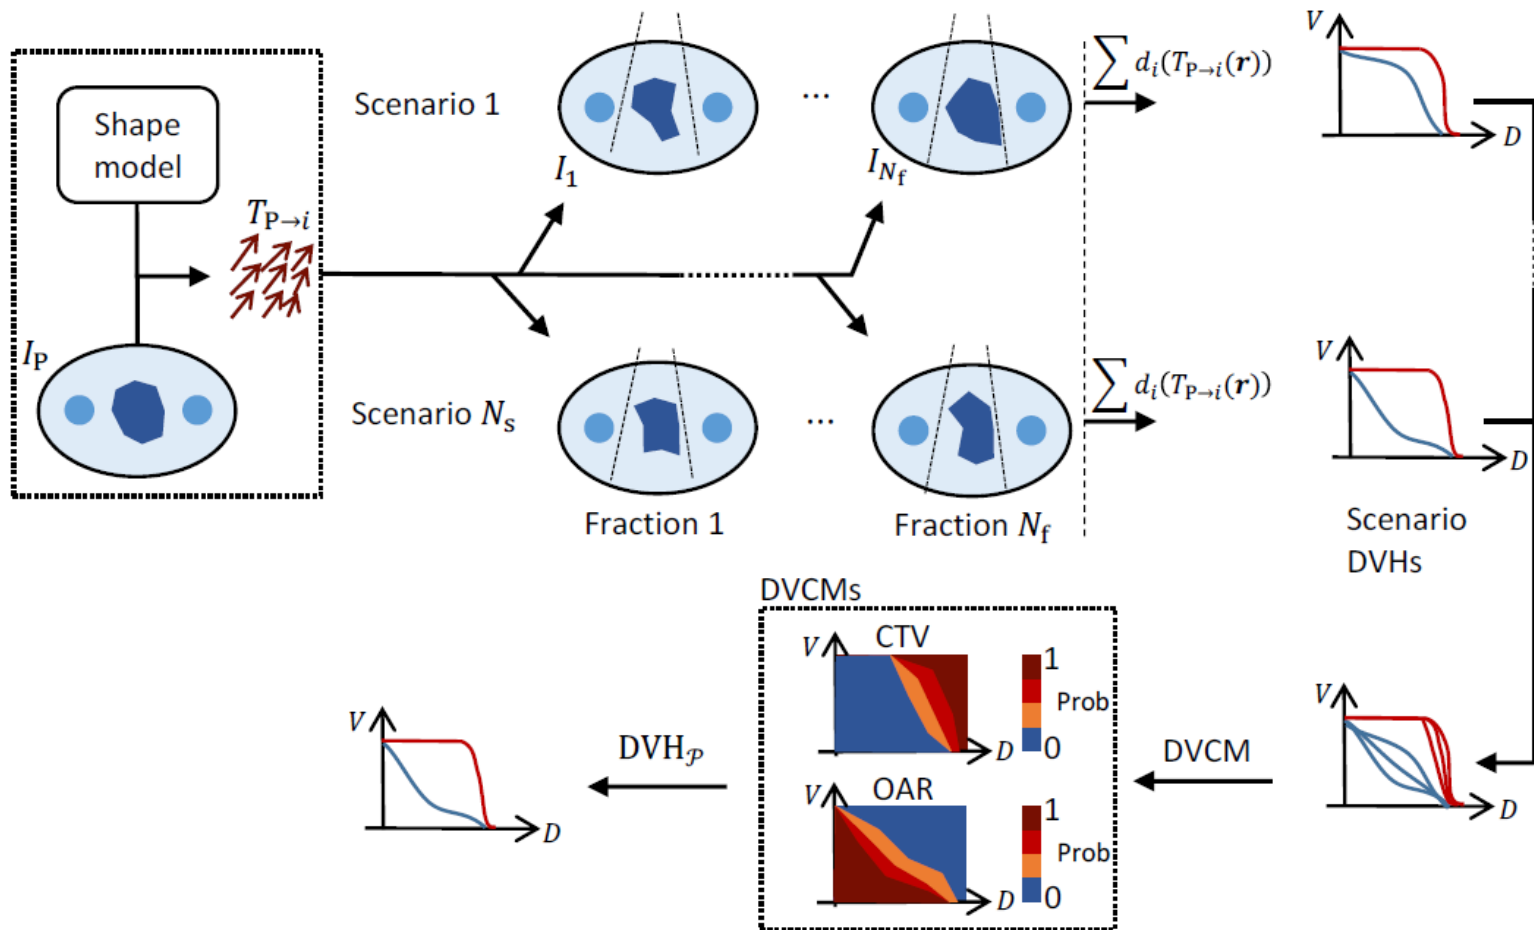 Shape
model
T_{P→i}
I_P
Scenario 1
...
I_1
I_{N_f}
∑ d_i(T_{P→i}(r))
V
D
Scenario N_s
...
Fraction 1
Fraction N_f
∑ d_i(T_{P→i}(r))
V
D
Scenario
DVHs
V
D
DVCM
DVCMs
V
CTV
D
1
Prob
0
V
OAR
D
1
Prob
0
DVH_𝒫
V
D